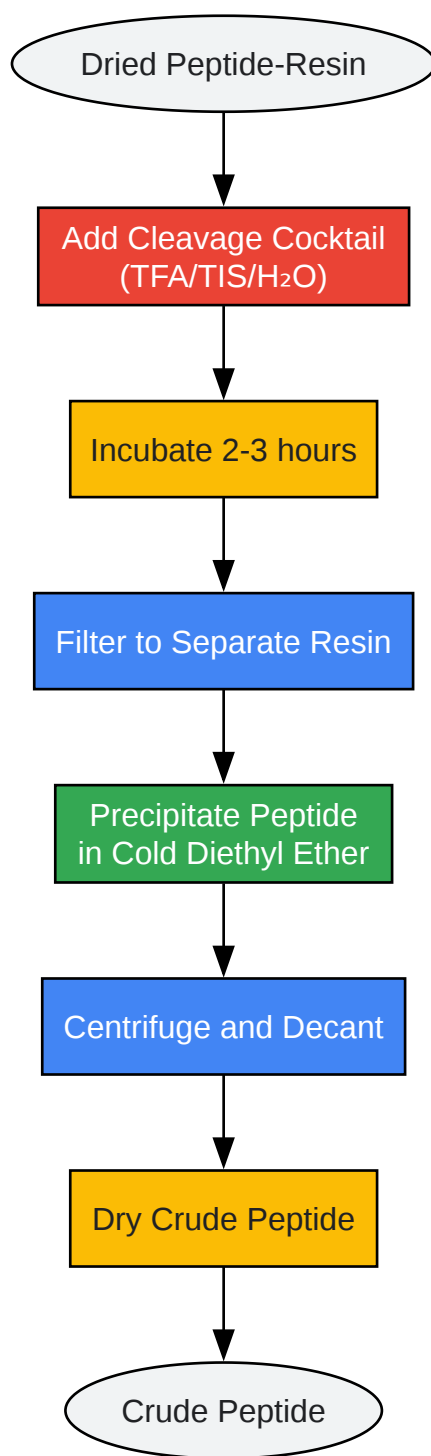 Dried Peptide-Resin
Add Cleavage Cocktail
(TFA/TIS/H₂O)
Incubate 2-3 hours
Filter to Separate Resin
Precipitate Peptide
in Cold Diethyl Ether
Centrifuge and Decant
Dry Crude Peptide
Crude Peptide